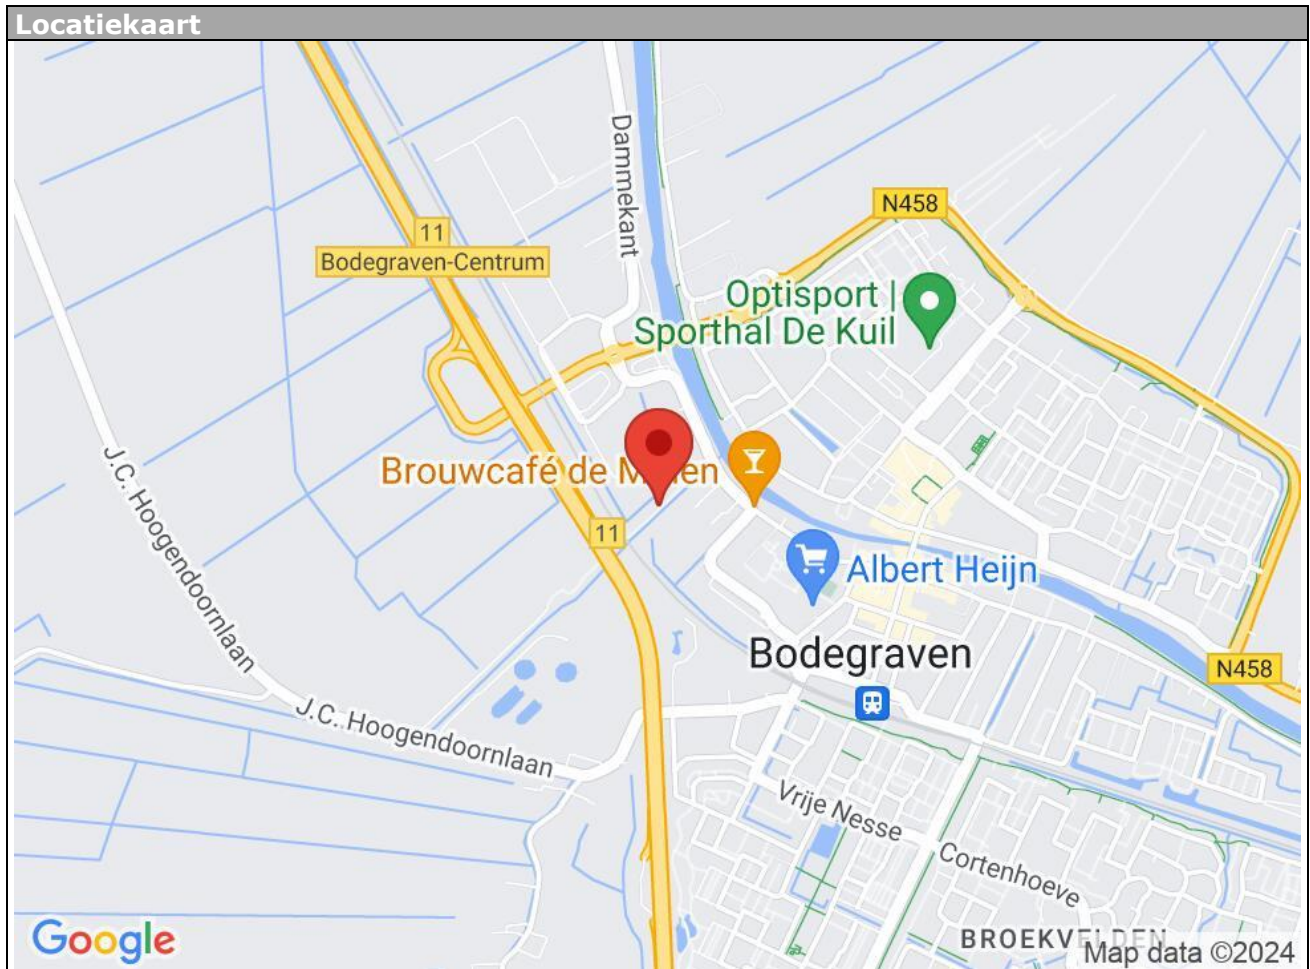 Locatiekaart
Dammekant
N458
11
Bodegraven-Centrum
Optisport |
Sporthal De Kuil
Brouwcafé de M len
11
Albert Heijn
J.C. Hoogendoornlaan
Bodegraven
N458
J.C. Hoogendoornlaan
Vrije Nesse
Cortenhoeve
BROEKVELDEN
Google
Map data ©2024